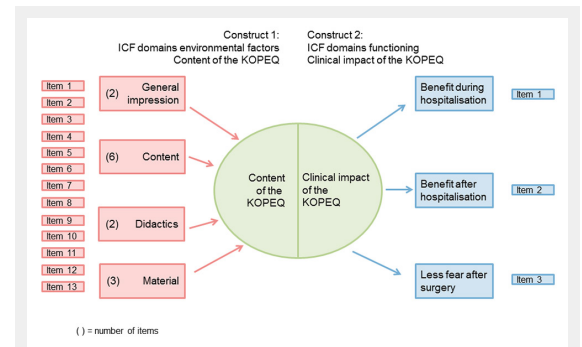 Construct 1:
ICF domains environmental factors
Content of the KOPEQ
Construct 2:
ICF domains functioning
Clinical impact of the KOPEQ
Item 1
Item 2
Item 3
Item 4
Item 5
Item 6
Item 7
Item 8
Item 9
Item 10
Item 11
Item 12
Item 13
(2) General
impression
(6) Content
(2) Didactics
(3) Material
Content
of the
KOPEQ
Clinical impact
of the
KOPEQ
Benefit during
hospitalisation
Item 1
Benefit after
hospitalisation
Item 2
Less fear after
surgery
Item 3
( ) = number of items